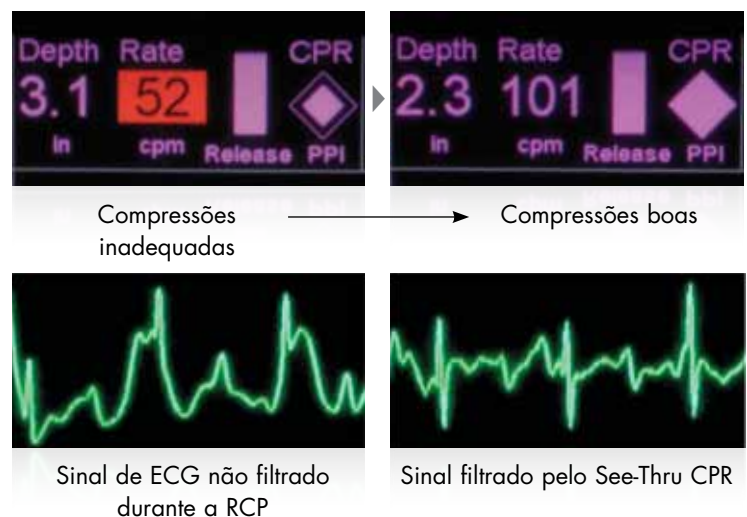 Depth Rate CPR
3.1 52
in cpm Release PPI
Depth Rate CPR
2.3 101
in cpm Release PPI
Compressões
inadequadas
Compressões boas
Sinal de ECG não filtrado
durante a RCP
Sinal filtrado pelo See-Thru CPR